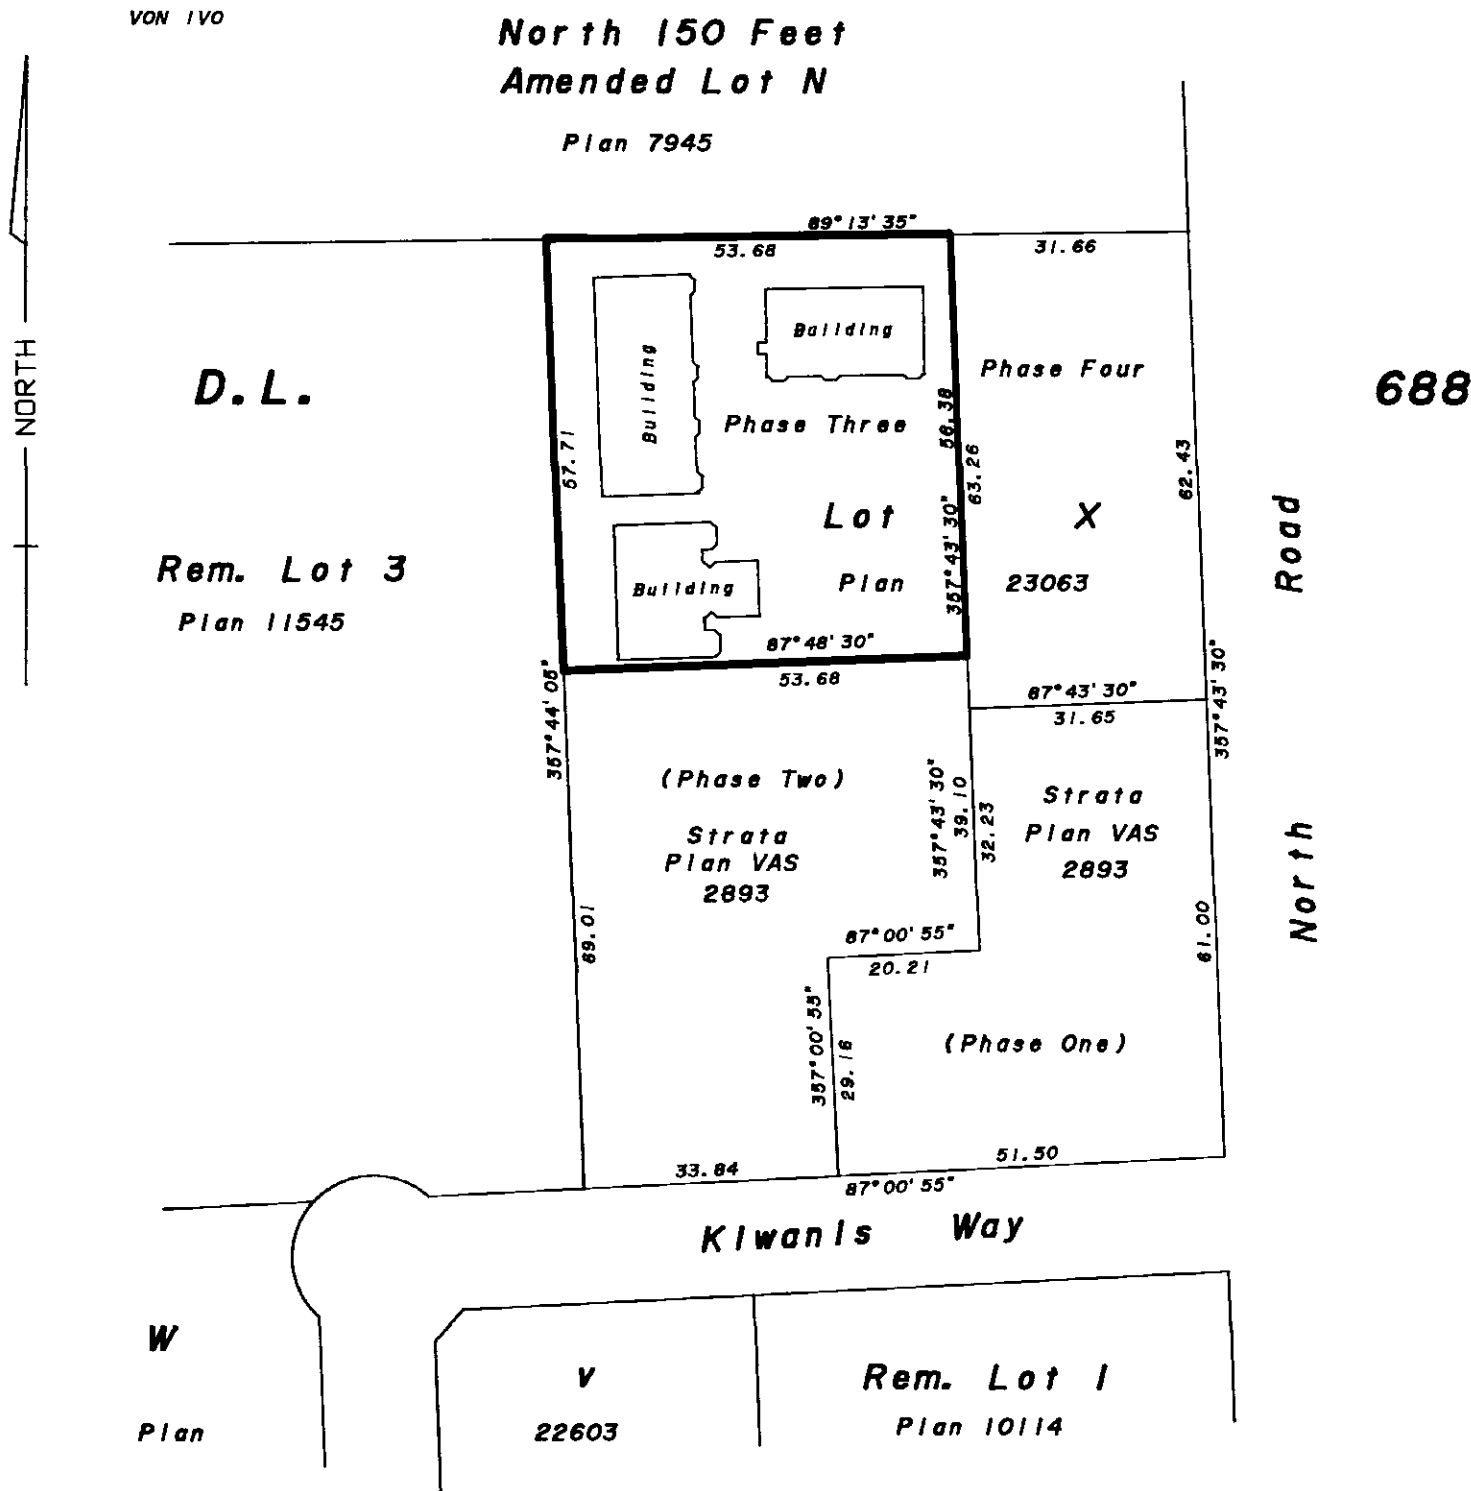 VON 1V0
North 150 Feet
Amended Lot N
Plan 7945
89°13'35"
53.68
31.66
NORTH
Building
Building
Phase Four
D.L.
688
Phase Three
56.38
57.71
63.26
62.43
Lot
X
357°43'30"
Road
Rem. Lot 3
Plan 11545
Building
Plan
23063
87°48'30"
53.68
357°44'05"
87°43'30"
31.65
357°43'30"
(Phase Two)
Strata
Plan VAS
2893
357°43'30"
39.10
32.23
Strata
Plan VAS
2893
North
69.01
87°00'55"
20.21
61.00
357°00'55"
29.16
(Phase One)
33.84
51.50
87°00'55"
Kiwanis Way
W
Plan
V
22603
Rem. Lot 1
Plan 10114